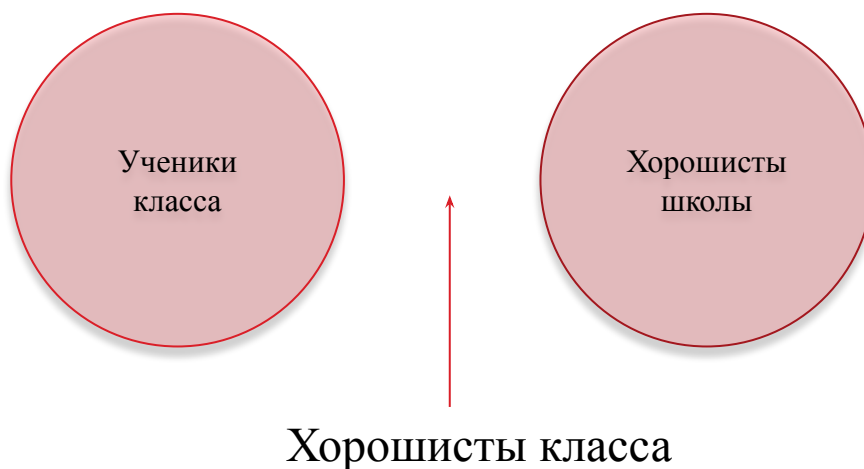 Ученики
класса
Хорошисты
школы
Хорошисты класса